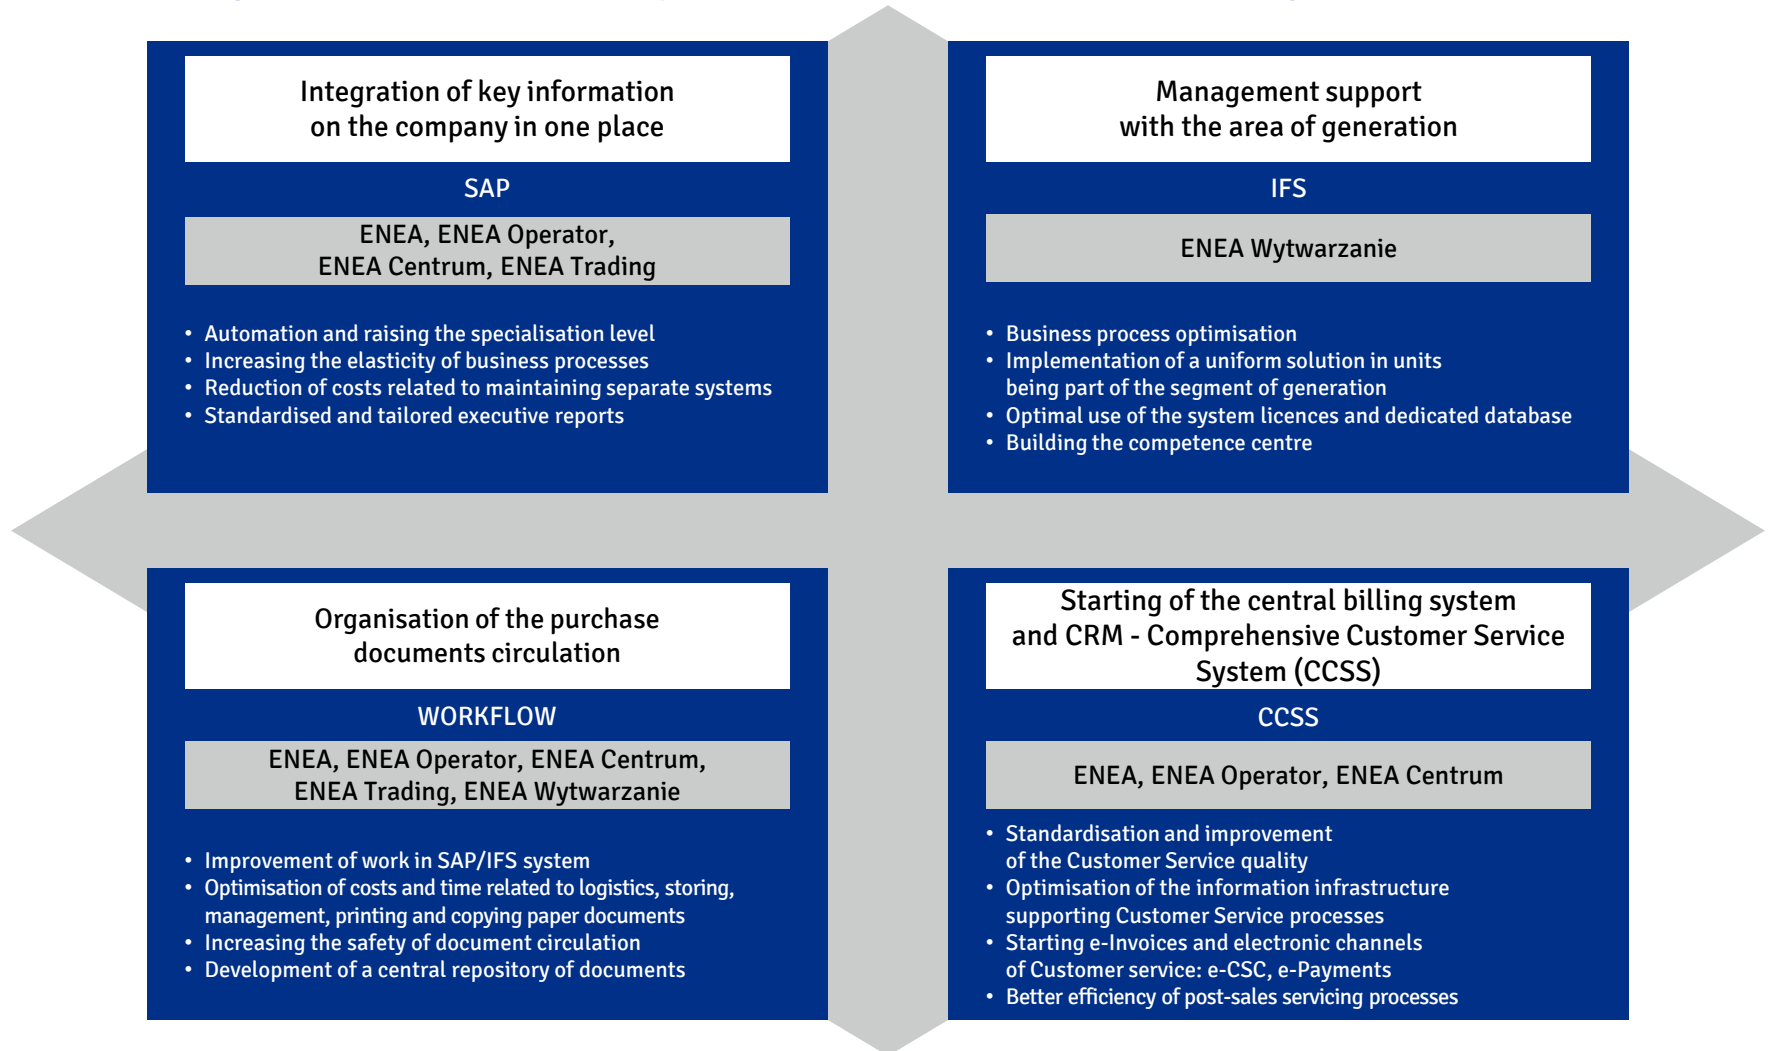 Integration of key information
on the company in one place
SAP
ENEA, ENEA Operator,
ENEA Centrum, ENEA Trading
• Automation and raising the specialisation level
• Increasing the elasticity of business processes
• Reduction of costs related to maintaining separate systems
• Standardised and tailored executive reports
Management support
with the area of generation
IFS
ENEA Wytwarzanie
• Business process optimisation
• Implementation of a uniform solution in units
being part of the segment of generation
• Optimal use of the system licences and dedicated database
• Building the competence centre
Organisation of the purchase
documents circulation
WORKFLOW
ENEA, ENEA Operator, ENEA Centrum,
ENEA Trading, ENEA Wytwarzanie
• Improvement of work in SAP/IFS system
• Optimisation of costs and time related to logistics, storing,
management, printing and copying paper documents
• Increasing the safety of document circulation
• Development of a central repository of documents
Starting of the central billing system
and CRM - Comprehensive Customer Service
System (CCSS)
CCSS
ENEA, ENEA Operator, ENEA Centrum
• Standardisation and improvement
of the Customer Service quality
• Optimisation of the information infrastructure
supporting Customer Service processes
• Starting e-Invoices and electronic channels
of Customer service: e-CSC, e-Payments
• Better efficiency of post-sales servicing processes